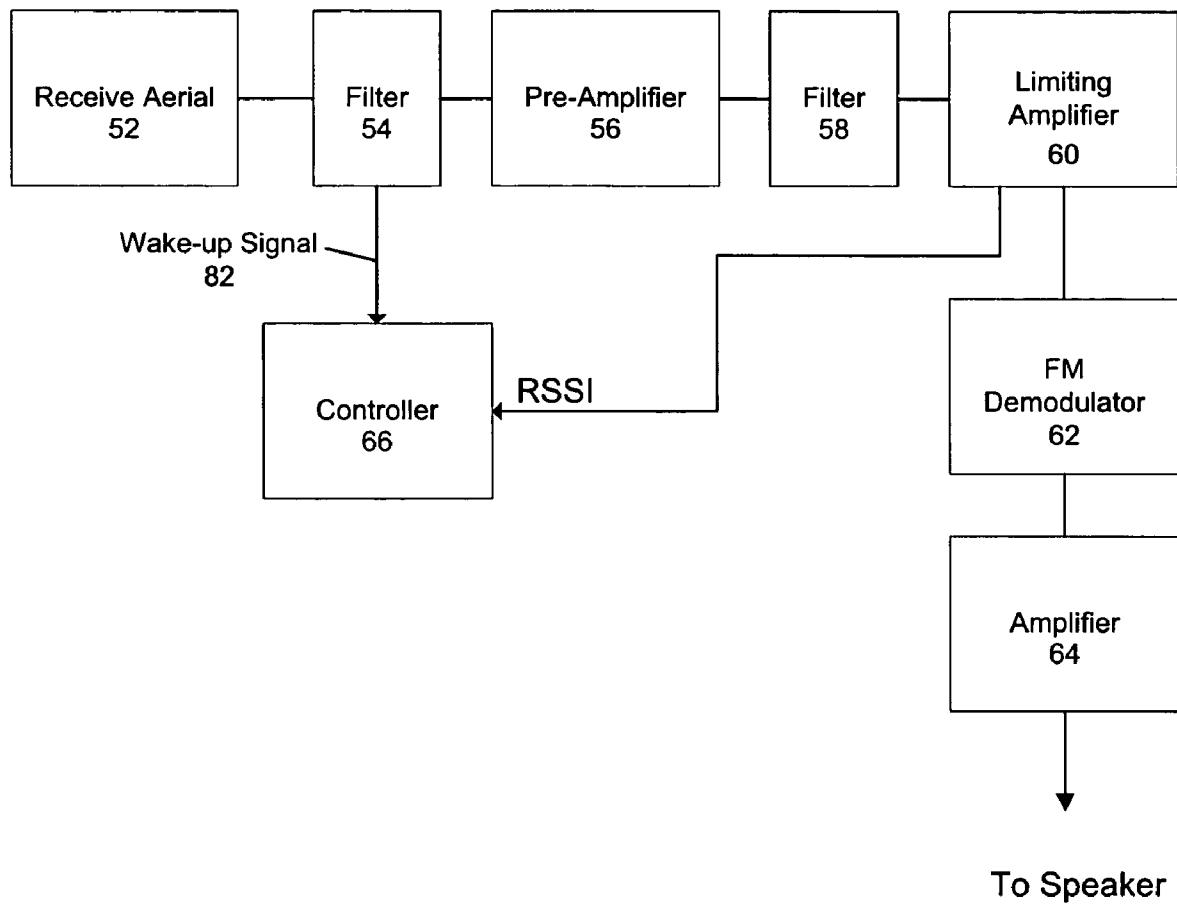 Receive Aerial
52
Filter
54
Pre-Amplifier
56
Filter
58
Limiting
Amplifier
60
Wake-up Signal
82
Controller
66
RSSI
FM
Demodulator
62
Amplifier
64
To Speaker